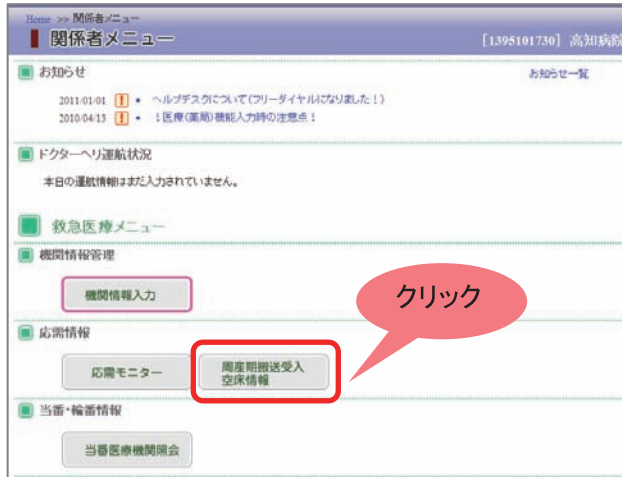 Home >> 関係者メニュー
関係者メニュー
[1395101730] 高知病院
お知らせ
お知らせ一覧
2011/01/01 ! • ヘルプデスクについて(フリーダイヤルになりました!)
2010/04/13 ! • !医療(薬局)機能入力時の注意点!
ドクターヘリ運航状況
本日の運航情報はまだ入力されていません。
救急医療メニュー
機関情報管理
機関情報入力
クリック
応需情報
応需モニター
周産期搬送受入
空床情報
当番・輪番情報
当番医療機関照会